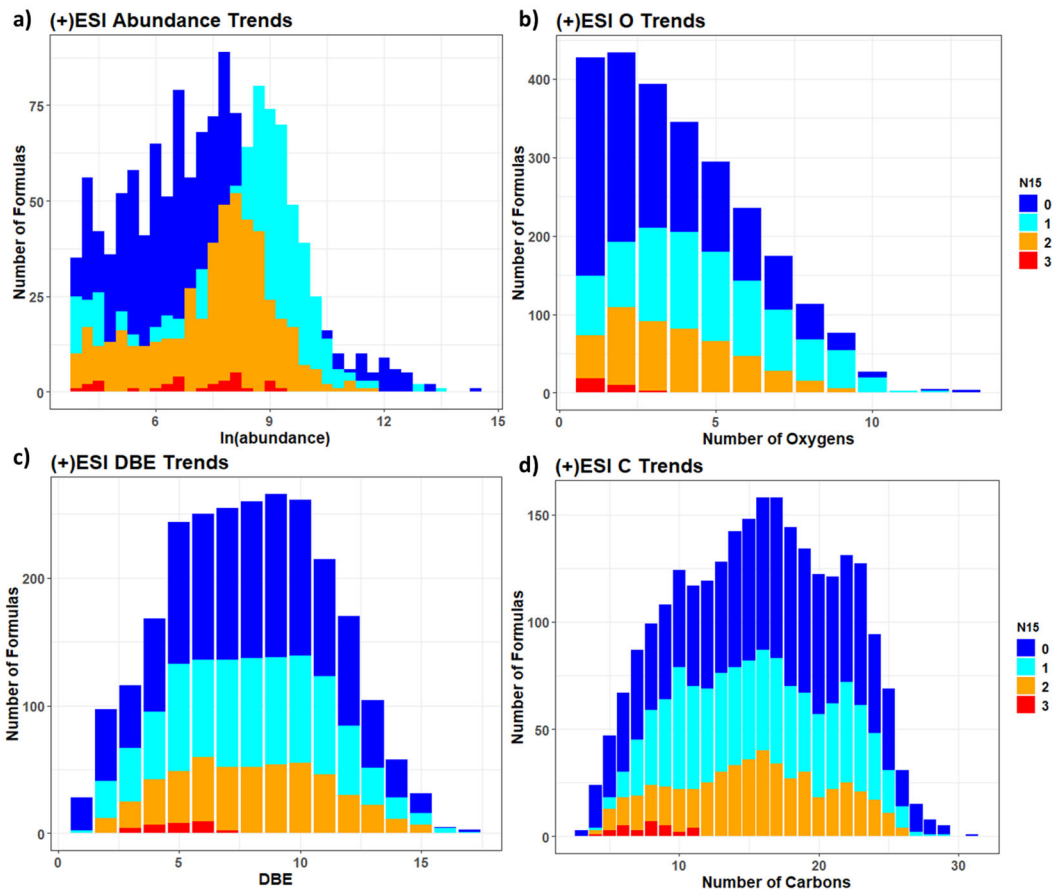 a) (+)ESI Abundance Trends
Number of Formulas
75
50
25
0
6 9 12 15
ln(abundance)
b) (+)ESI O Trends
Number of Formulas
400
300
200
100
0
0 5 10
Number of Oxygens
N15
0
1
2
3
c) (+)ESI DBE Trends
Number of Formulas
200
100
0
0 5 10 15
DBE
d) (+)ESI C Trends
Number of Formulas
150
100
50
0
10 20 30
Number of Carbons
N15
0
1
2
3